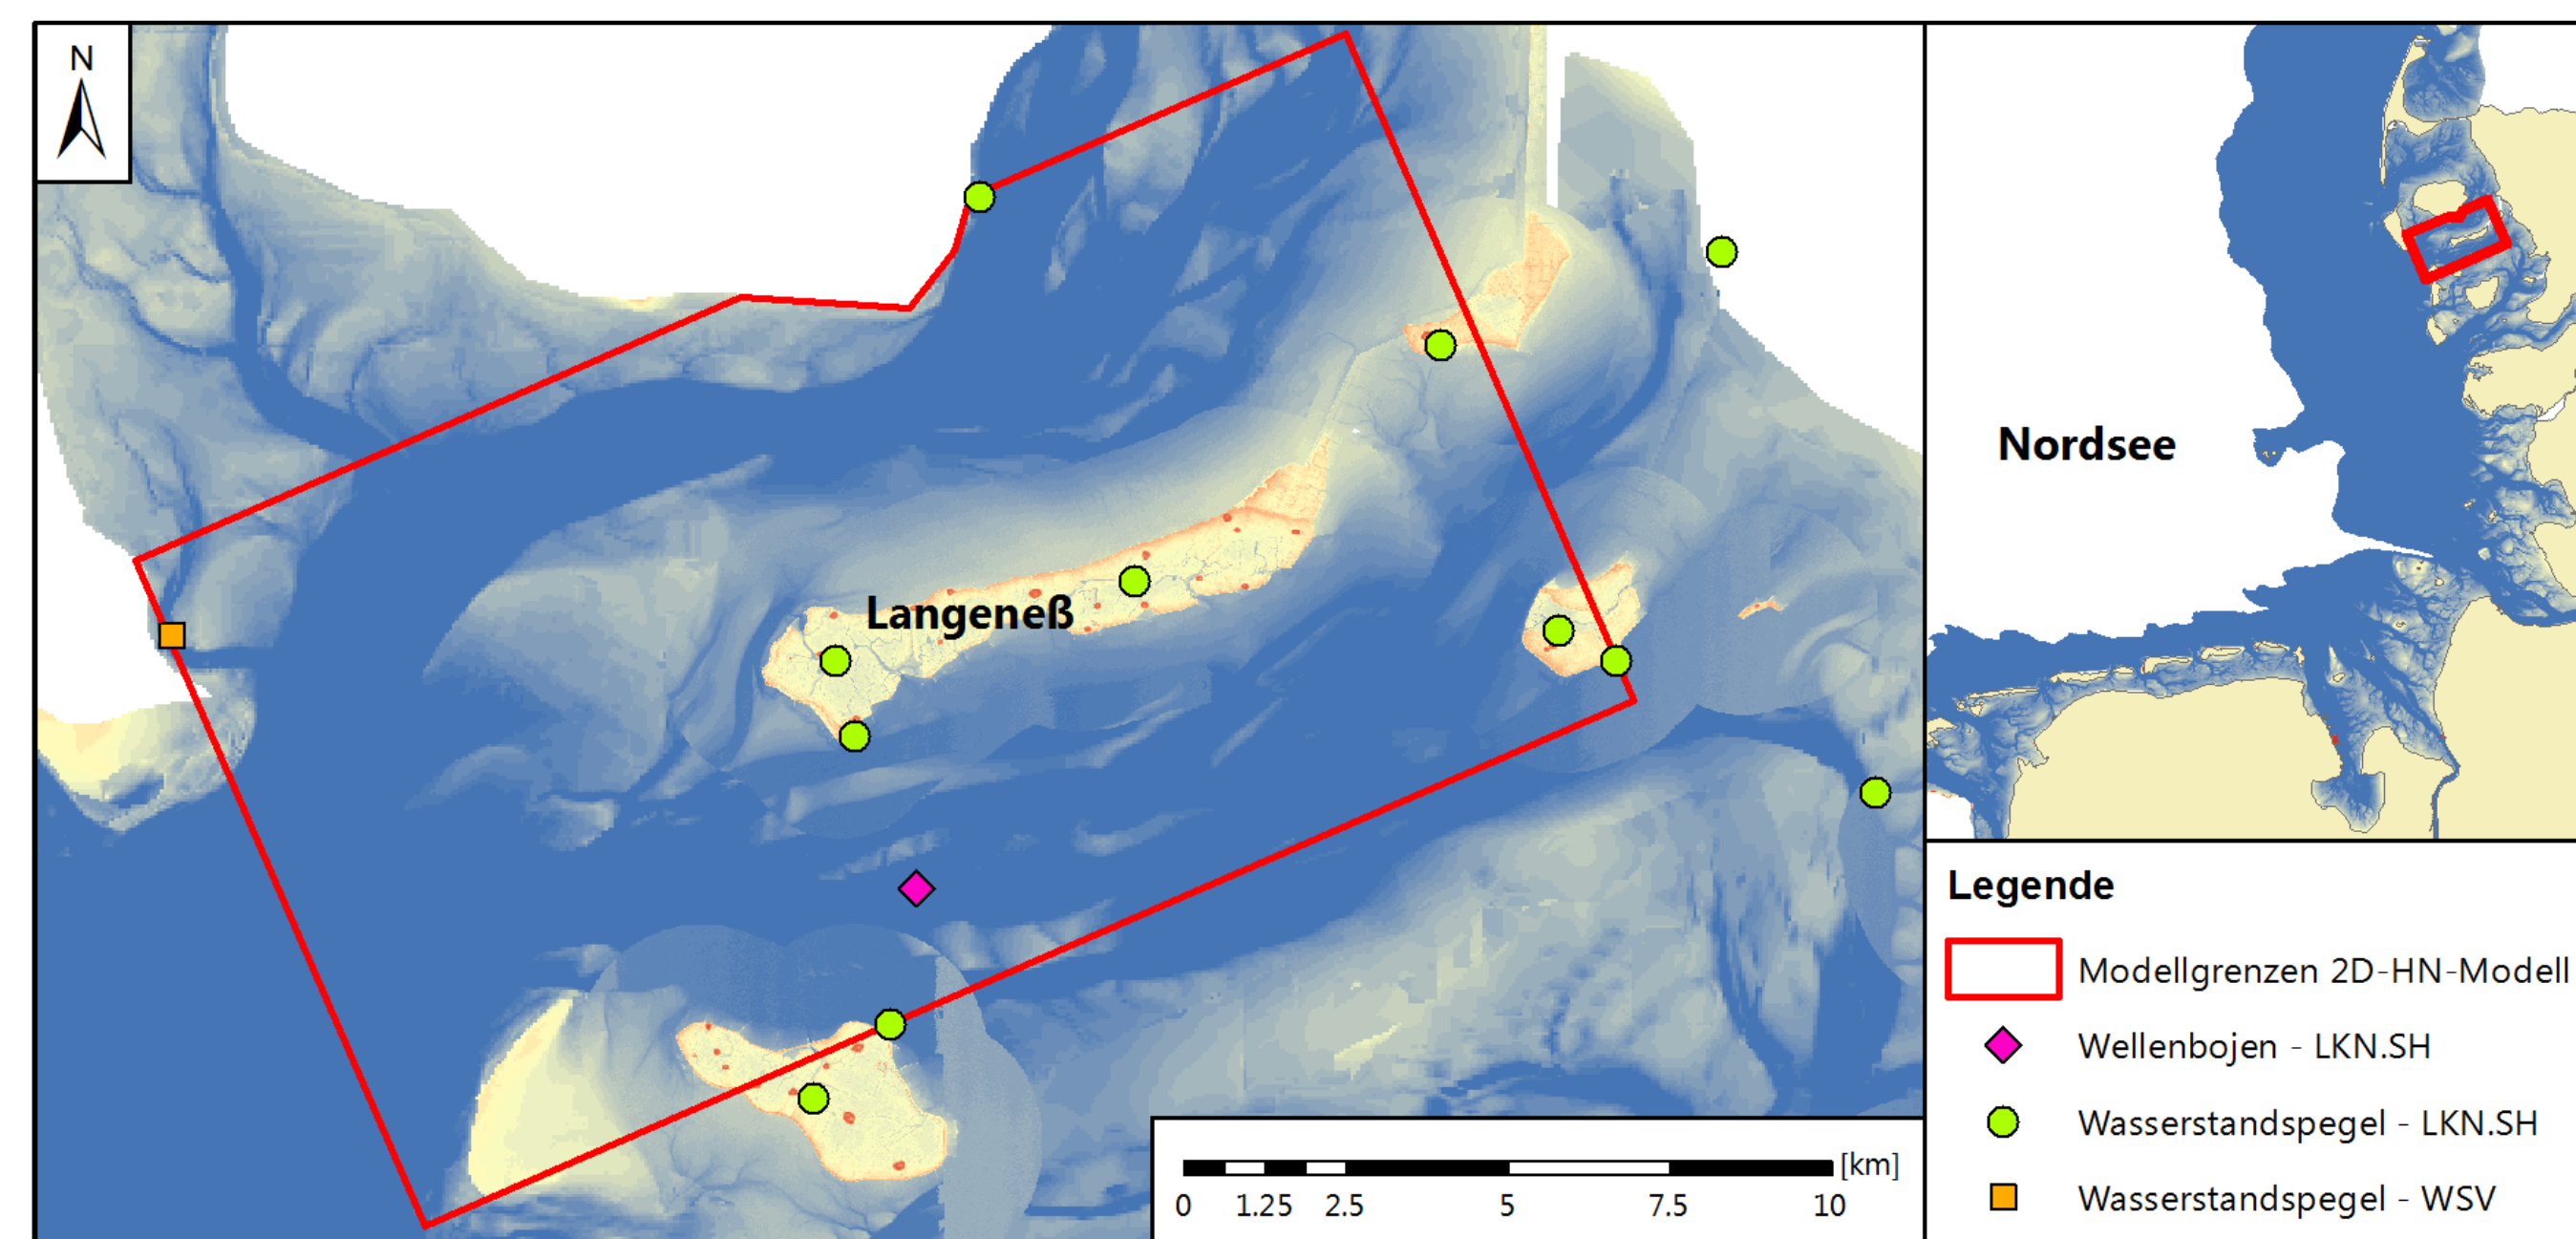 N
Langeneß
Nordsee
Legende
Modellgrenzen 2D-HN-Modell
Wellenbojen - LKN.SH
Wasserstandspegel - LKN.SH
Wasserstandspegel - WSV
[km]
0 1.25 2.5 5 7.5 10